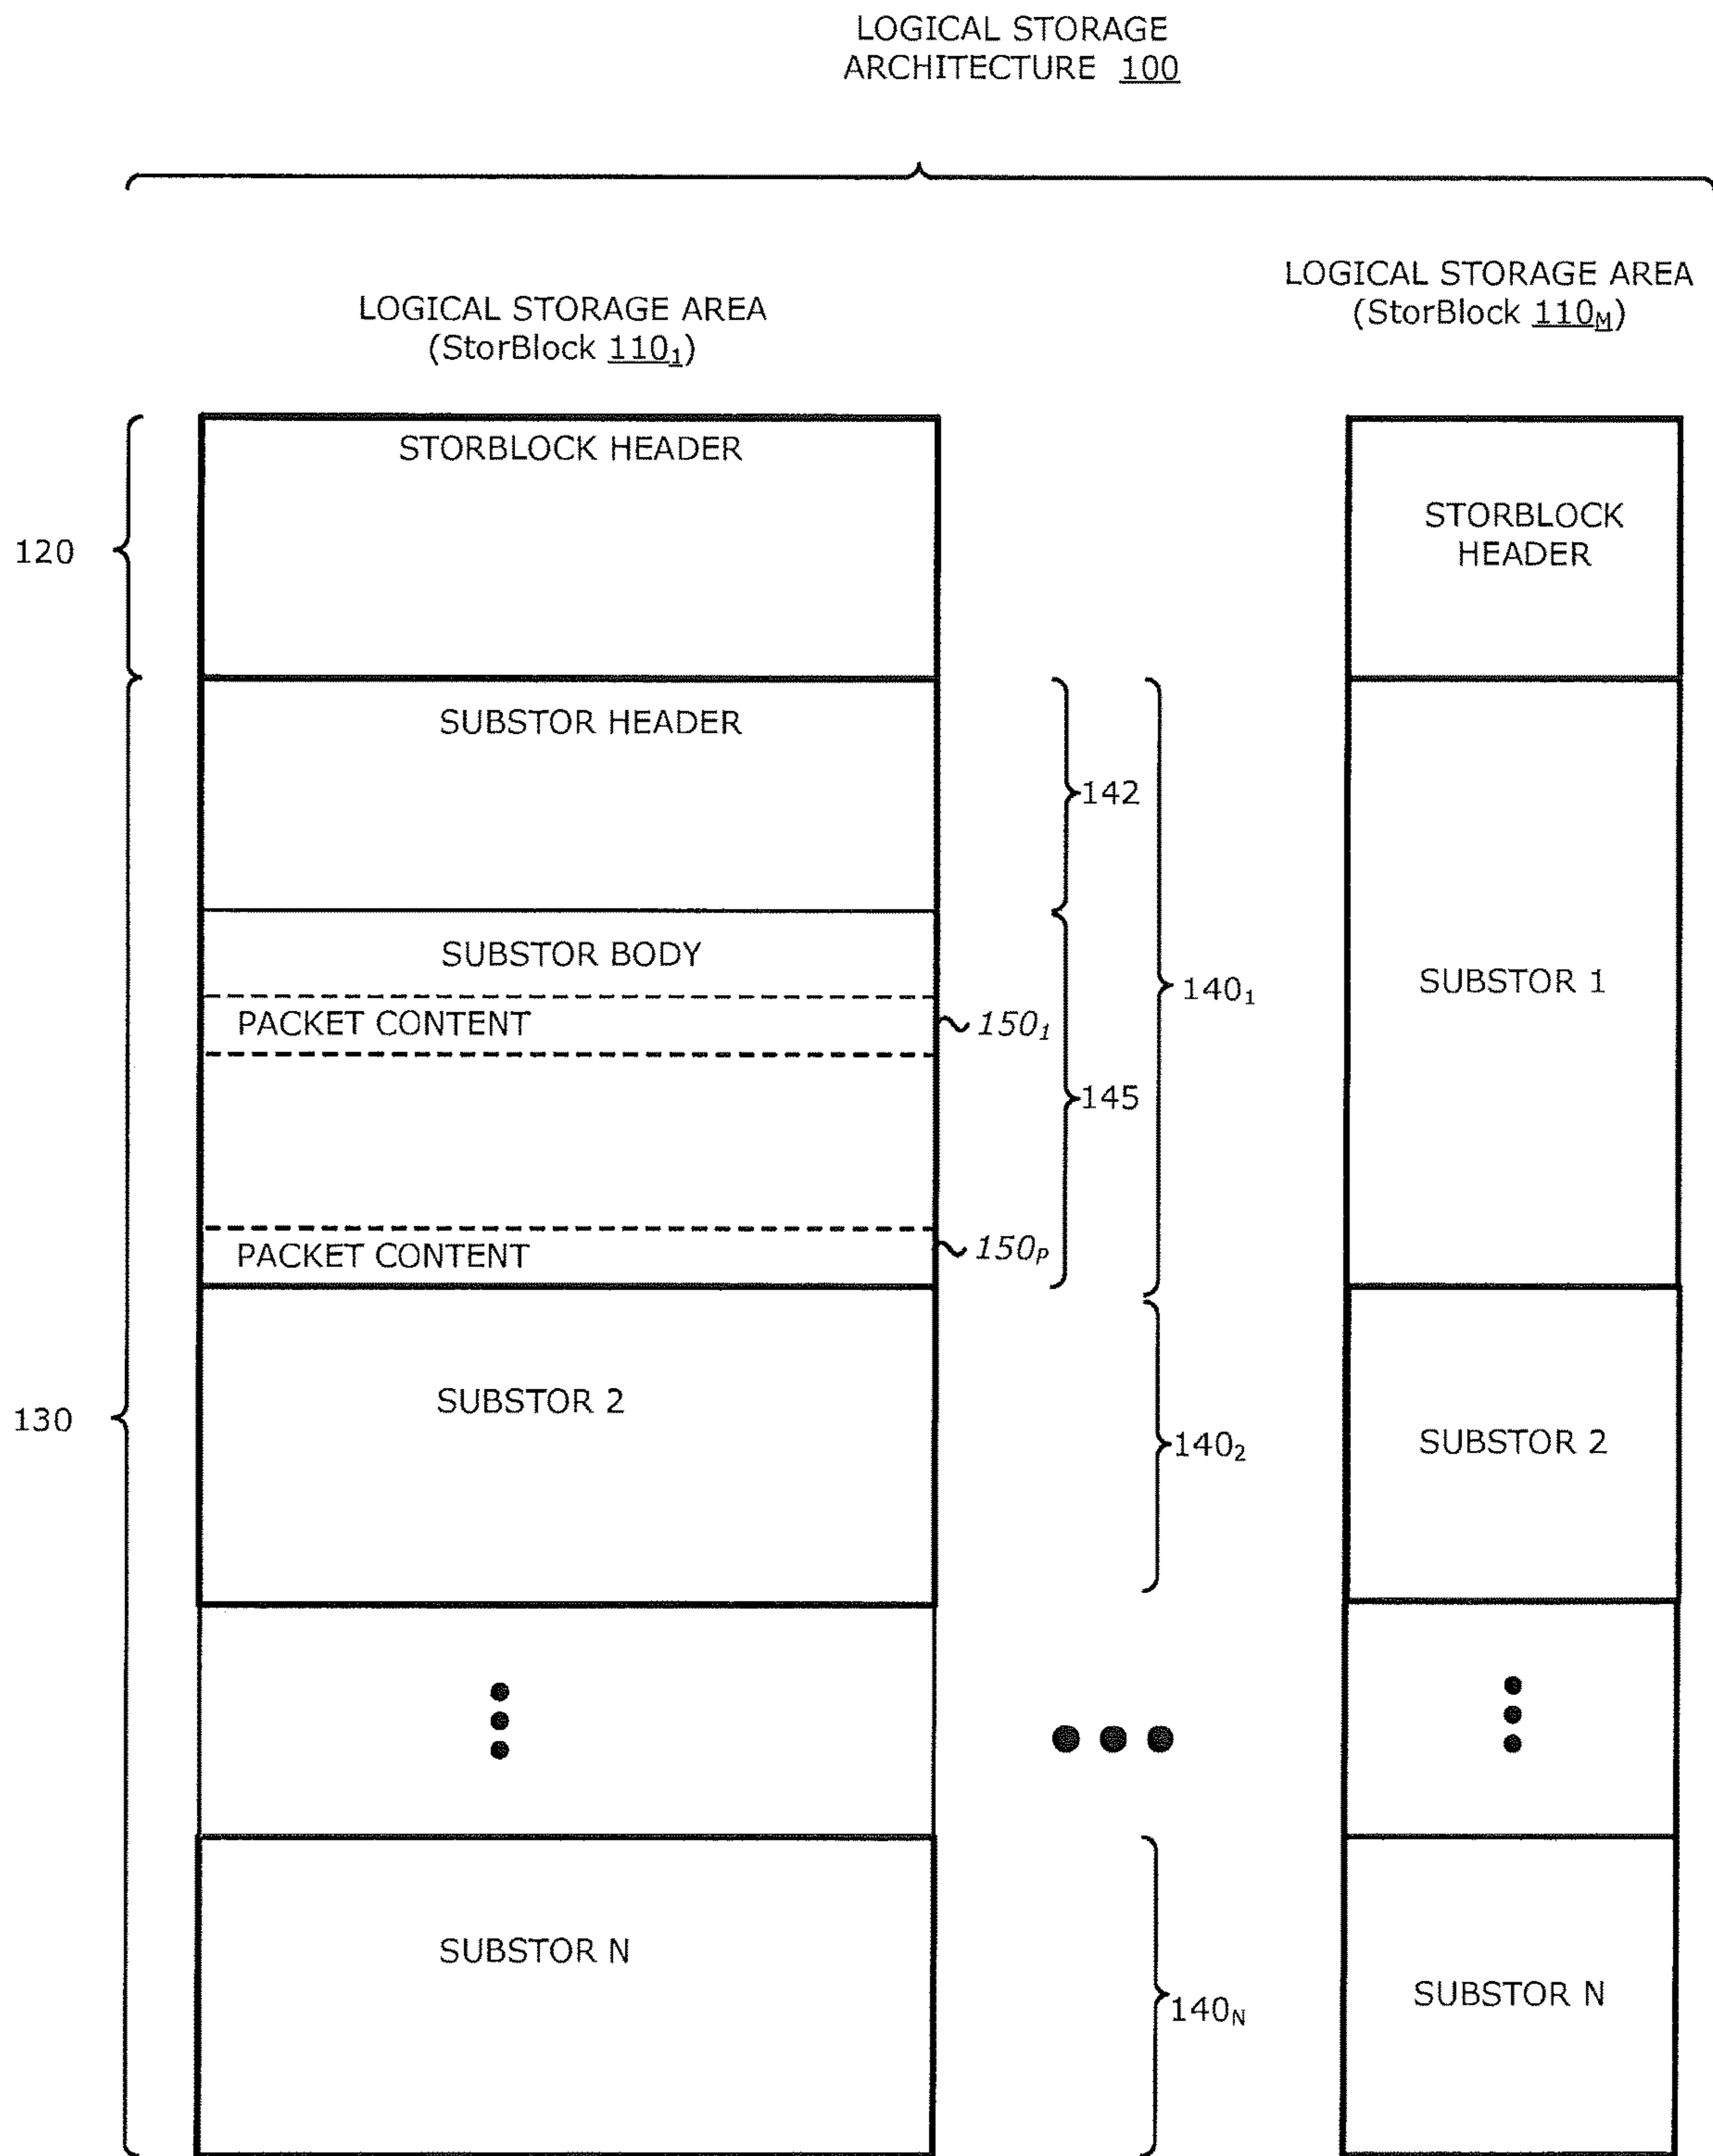 LOGICAL STORAGE
ARCHITECTURE 100
LOGICAL STORAGE AREA
(StorBlock 110₁)
LOGICAL STORAGE AREA
(StorBlock 110M)
120
STORBLOCK HEADER
STORBLOCK
HEADER
SUBSTOR HEADER
142
SUBSTOR BODY
PACKET CONTENT
150₁
140₁
SUBSTOR 1
145
PACKET CONTENT
150P
130
SUBSTOR 2
140₂
SUBSTOR 2
SUBSTOR N
140N
SUBSTOR N